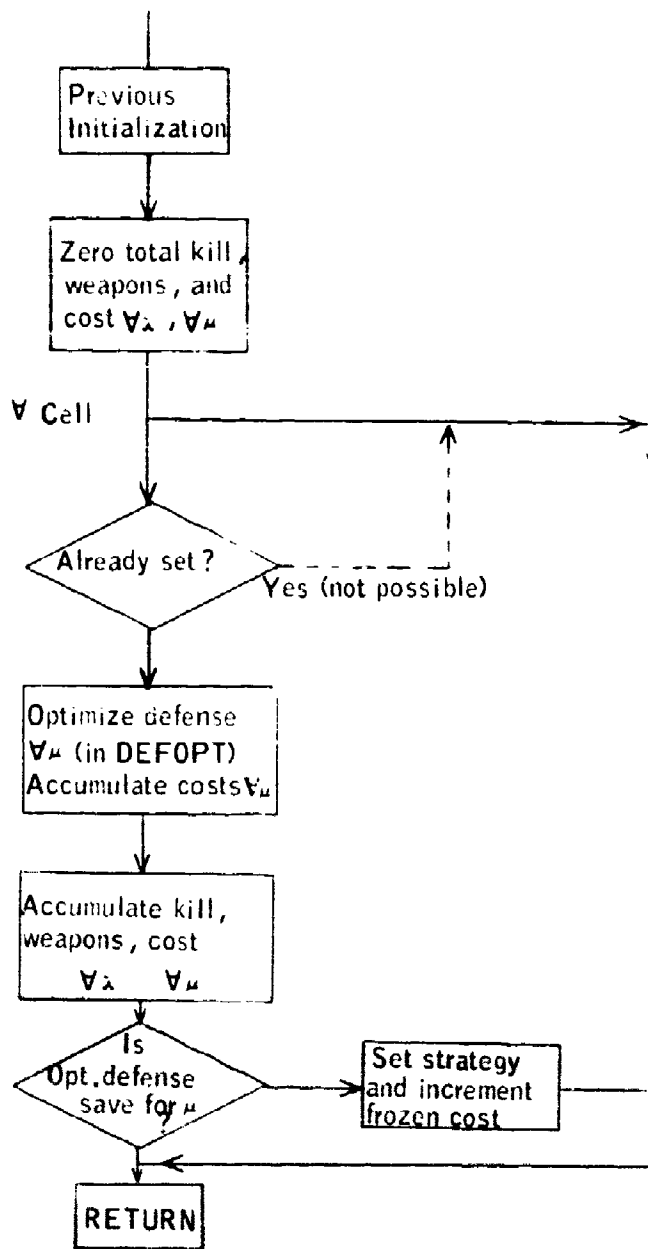 Previous
Initialization
Zero total kill,
weapons, and
cost ∀λ, ∀μ
∀ Cell
Already set?
Yes (not possible)
Optimize defense
∀μ (in DEFOPT)
Accumulate costs ∀μ
Accumulate kill,
weapons, cost
∀λ ∀μ
Is
Opt. defense
save for μ
?
Set strategy
and increment
frozen cost
RETURN